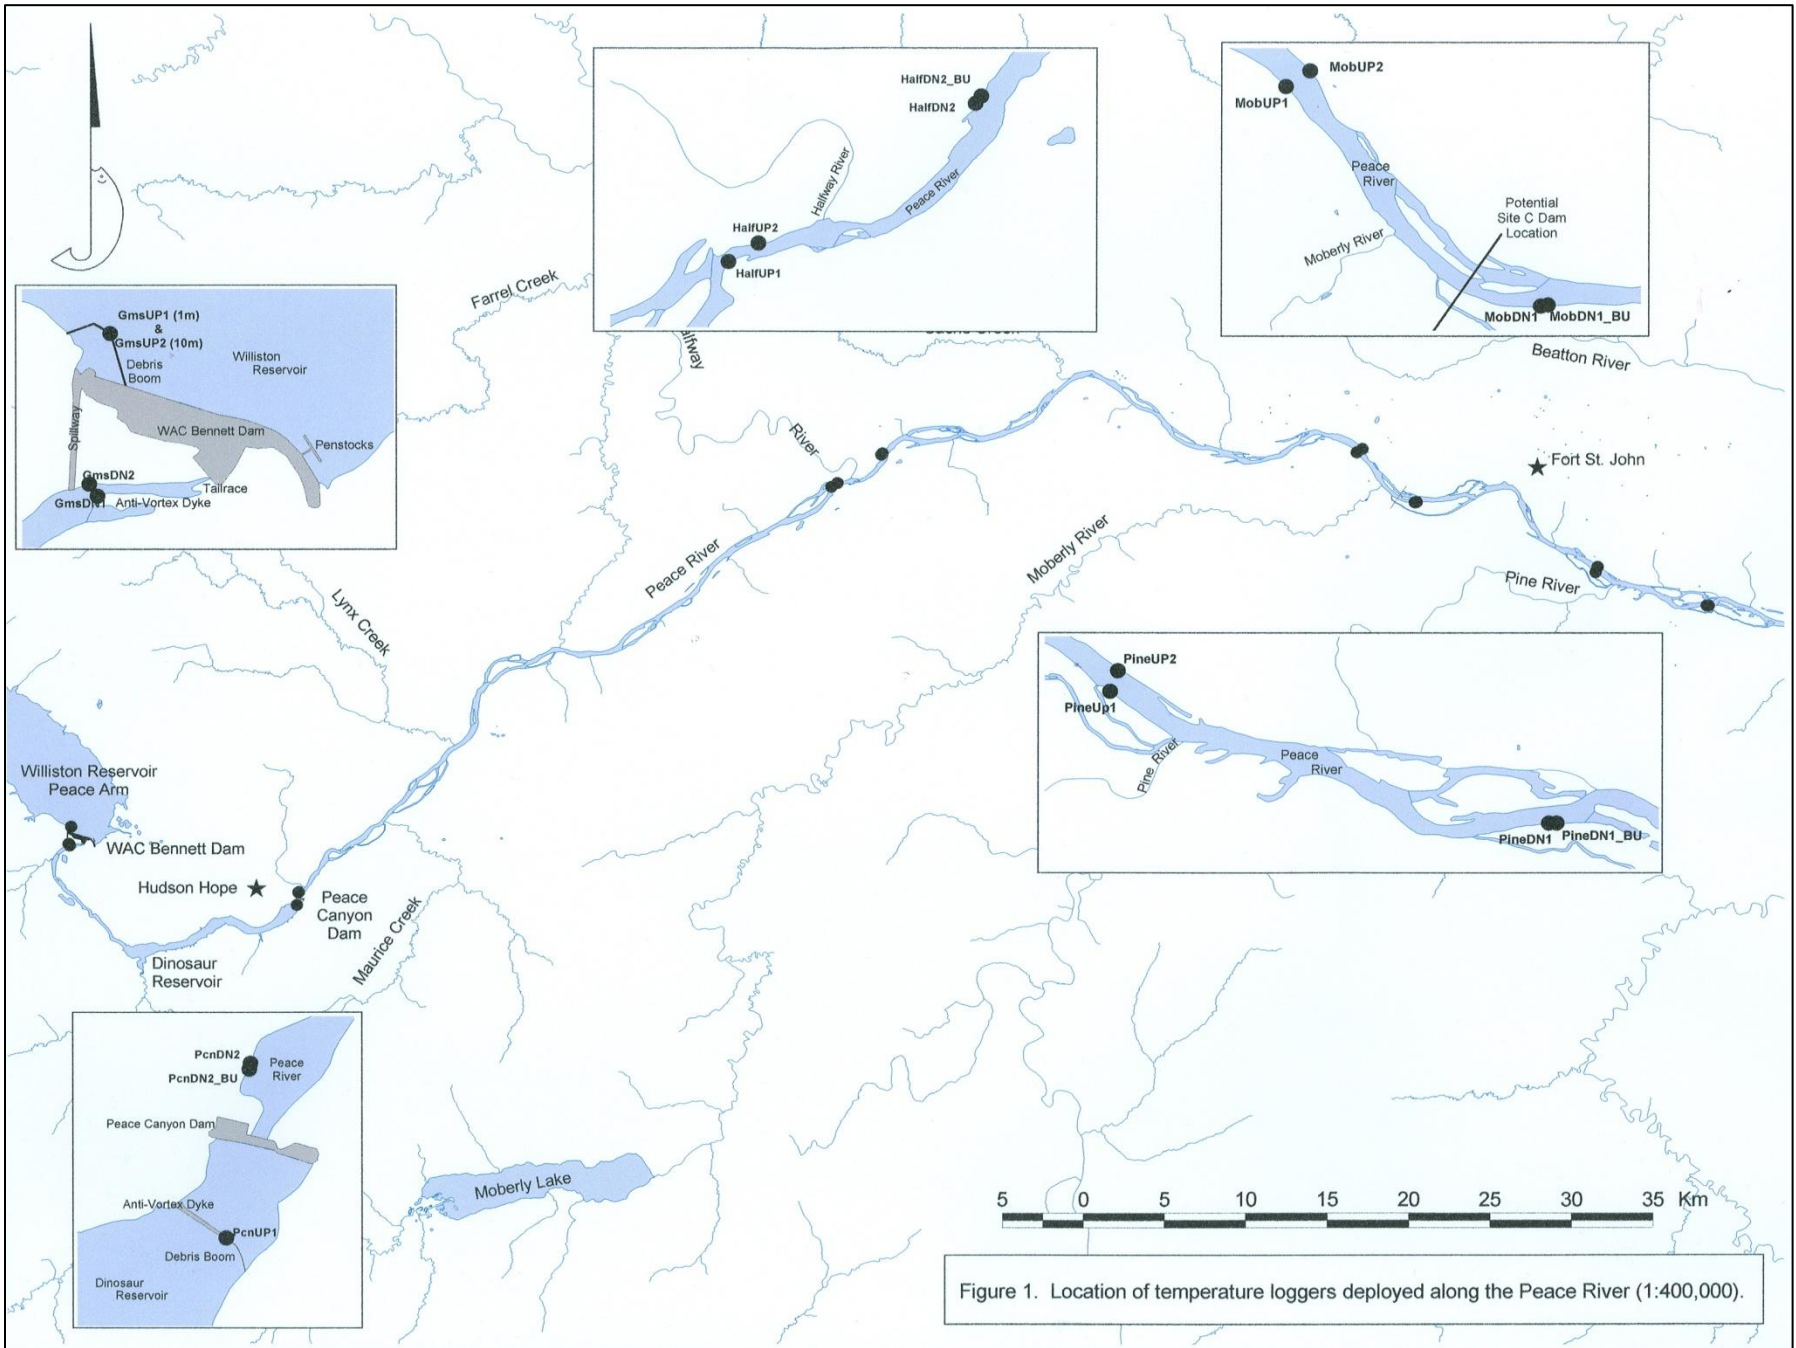 HalfDN2_BU
HalfDN2
Halfway River
Peace River
HalfUP2
HalfUP1
MobUP2
MobUP1
Peace
River
Potential
Site C Dam
Location
Moberly River
MobDN1
MobDN1_BU
Farrel Creek
GmsUP1 (1m)
&
GmsUP2 (10m)
Debris
Boom
Williston
Reservoir
Spillway
WAC Bennett Dam
Penstocks
GmsDN2
Tailrace
GmsDN1
Anti-Vortex Dyke
alfway
River
Beatton River
Fort St. John
Peace River
Moberly River
Pine River
Lynx Creek
PineUP2
PineUp1
Pine River
Peace
River
PineDN1
PineDN1_BU
Williston Reservoir
Peace Arm
WAC Bennett Dam
Hudson Hope
Peace
Canyon
Dam
Maurice Creek
Dinosaur
Reservoir
PcnDN2
PcnDN2_BU
Peace
River
Peace Canyon Dam
Anti-Vortex Dyke
PcnUP1
Debris Boom
Dinosaur
Reservoir
Moberly Lake
5 0 5 10 15 20 25 30 35 Km
Figure 1. Location of temperature loggers deployed along the Peace River (1:400,000).